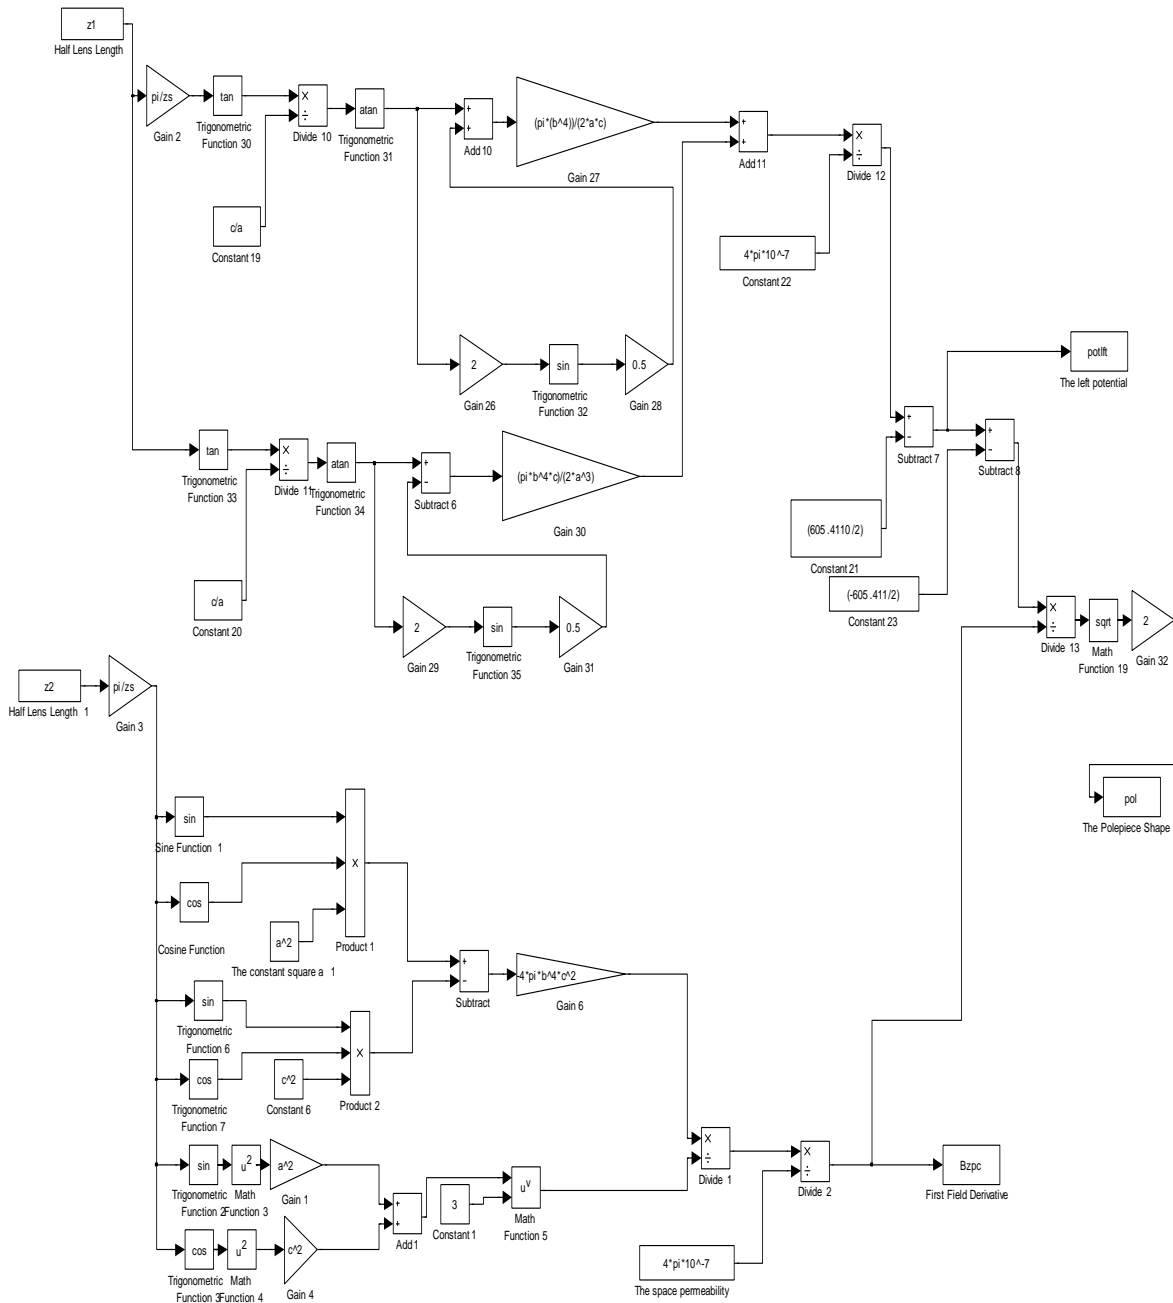 z1
Half Lens Length
pi/zs
Gain 2
tan
Trigonometric
Function 30
×
÷
Divide 10
atan
Trigonometric
Function 31
c/a
Constant 19
+
+
Add 10
(pi*(b^4))/(2*a*c)
Gain 27
+
+
Add 11
×
÷
Divide 12
4*pi*10^-7
Constant 22
2
Gain 26
sin
Trigonometric
Function 32
0.5
Gain 28
potlft
The left potential
+
−
Subtract 7
+
−
Subtract 8
tan
Trigonometric
Function 33
×
÷
Divide 11
atan
Trigonometric
Function 34
+
−
Subtract 6
(pi*b^4*c)/(2*a^3)
Gain 30
(605 .4110 /2)
Constant 21
(-605 .411/2)
Constant 23
c/a
Constant 20
2
Gain 29
sin
Trigonometric
Function 35
0.5
Gain 31
×
÷
Divide 13
sqrt
Math
Function 19
2
Gain 32
z2
Half Lens Length 1
pi/zs
Gain 3
pol
The Polepiece Shape
sin
Sine Function 1
cos
Cosine Function
a^2
The constant square a 1
×
Product 1
+
−
Subtract
-4*pi*b^4*c^2
Gain 6
sin
Trigonometric
Function 6
cos
Trigonometric
Function 7
c^2
Constant 6
×
Product 2
sin
Trigonometric
Function 2
u²
Math
Function 3
a^2
Gain 1
+
+
Add1
3
Constant 1
uᵛ
Math
Function 5
×
÷
Divide 1
×
÷
Divide 2
Bzpc
First Field Derivative
cos
Trigonometric
Function 3
u²
Math
Function 4
c^2
Gain 4
4*pi*10^-7
The space permeability